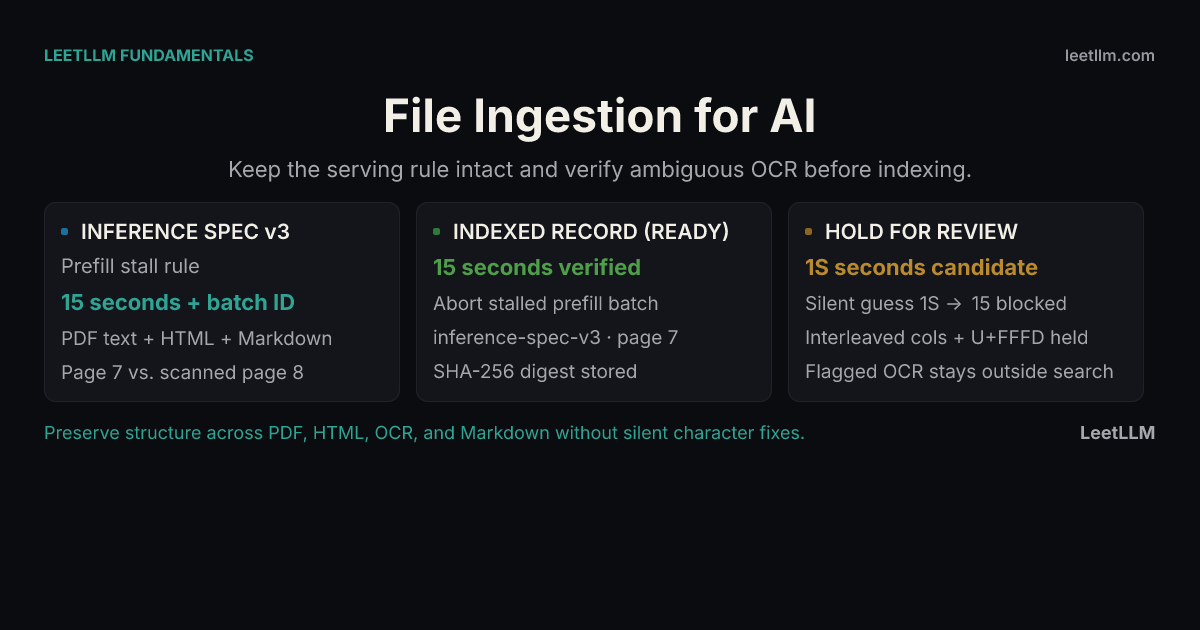 LEETLLM FUNDAMENTALS
leetllm.com
File Ingestion for AI
Keep the serving rule intact and verify ambiguous OCR before indexing.
INFERENCE SPEC v3
Prefill stall rule
15 seconds + batch ID
PDF text + HTML + Markdown
Page 7 vs. scanned page 8
INDEXED RECORD (READY)
15 seconds verified
Abort stalled prefill batch
inference-spec-v3 · page 7
SHA-256 digest stored
HOLD FOR REVIEW
1S seconds candidate
Silent guess 1S → 15 blocked
Interleaved cols + U+FFFD held
Flagged OCR stays outside search
Preserve structure across PDF, HTML, OCR, and Markdown without silent character fixes.
LeetLLM